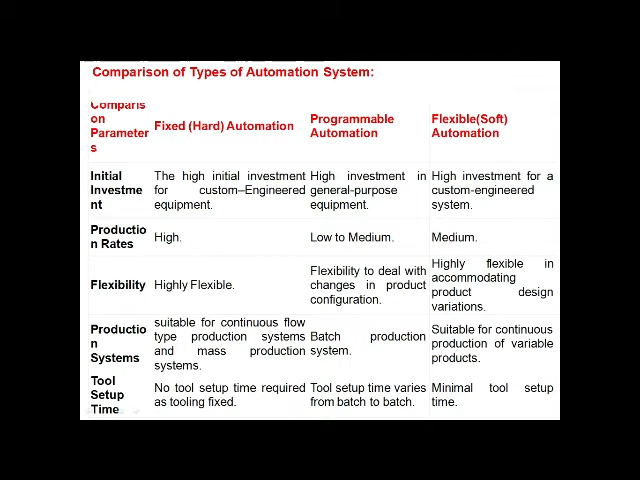 Comparison of Types of Automation System:
Comparis
on
Parameter
s
Fixed (Hard) Automation
Programmable
Automation
Flexible(Soft)
Automation
Initial
Investme
nt
The high initial investment
for custom–Engineered
equipment.
High investment in
general-purpose
equipment.
High investment for a
custom-engineered
system.
Productio
n Rates
High.
Low to Medium.
Medium.
Flexibility
Highly Flexible.
Flexibility to deal with
changes in product
configuration.
Highly flexible in
accommodating
product design
variations.
Productio
n
Systems
suitable for continuous flow
type production systems
and mass production
systems.
Batch production
system.
Suitable for continuous
production of variable
products.
Tool
Setup
Time
No tool setup time required
as tooling fixed.
Tool setup time varies
from batch to batch.
Minimal tool setup
time.